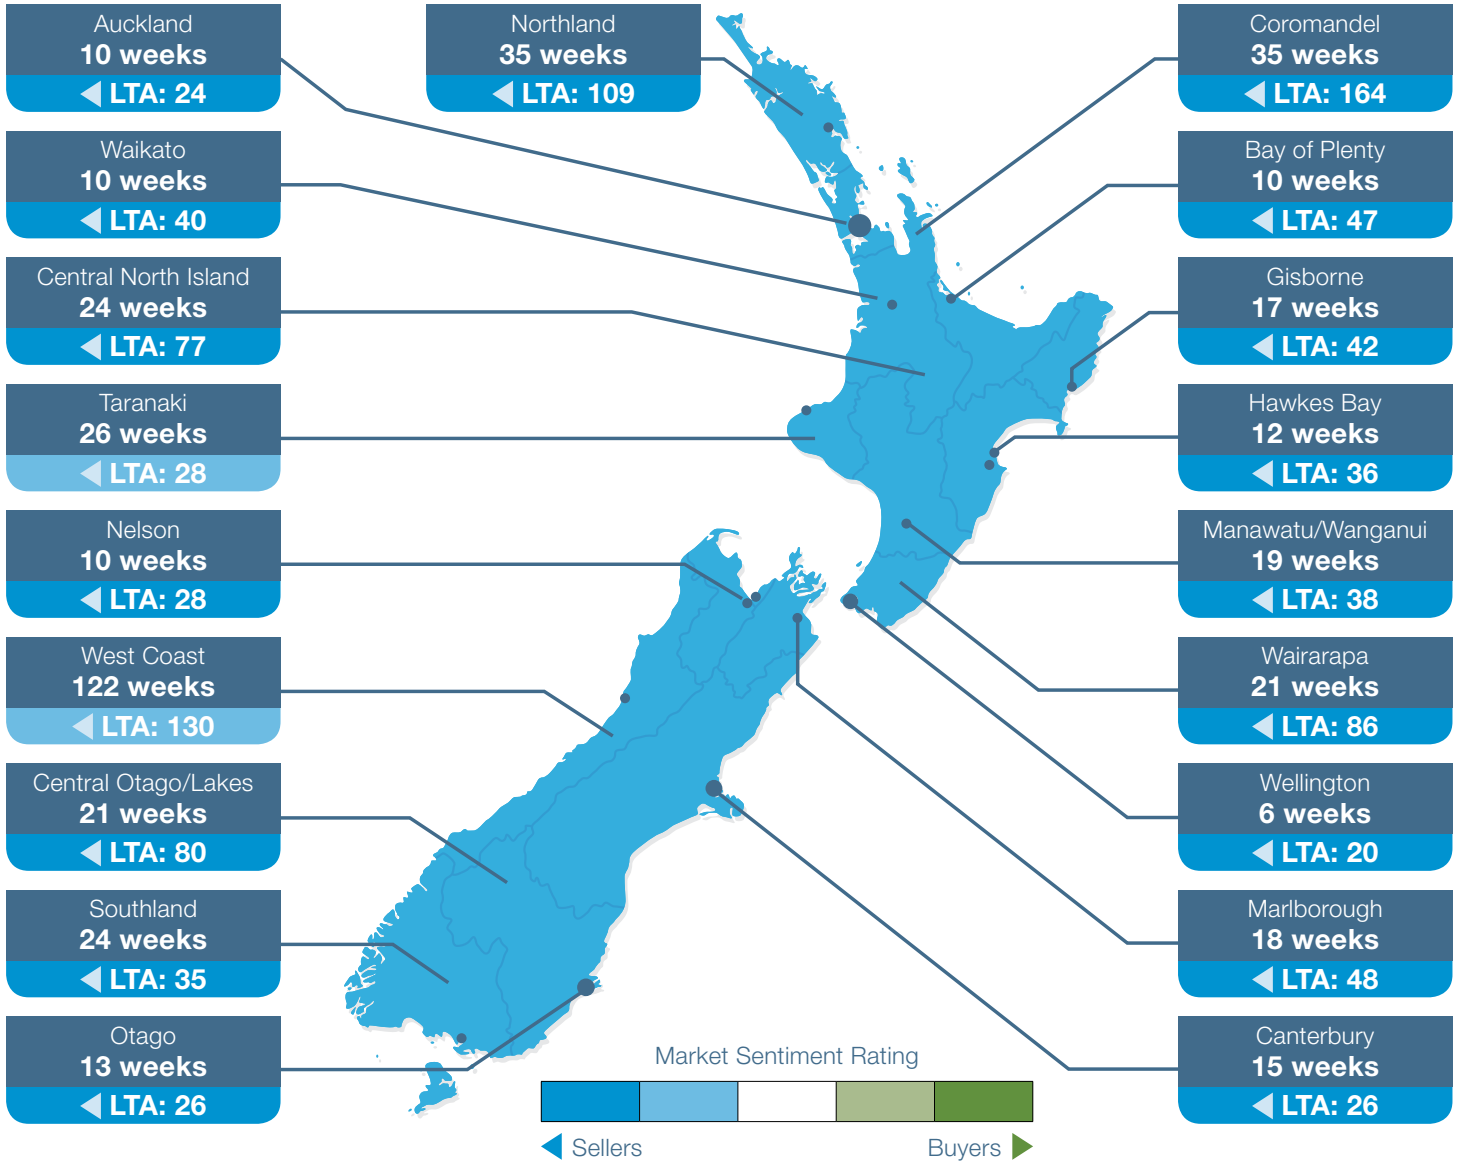 Auckland
10 weeks
LTA: 24
Northland
35 weeks
LTA: 109
Coromandel
35 weeks
LTA: 164
Waikato
10 weeks
LTA: 40
Bay of Plenty
10 weeks
LTA: 47
Central North Island
24 weeks
LTA: 77
Gisborne
17 weeks
LTA: 42
Taranaki
26 weeks
LTA: 28
Hawkes Bay
12 weeks
LTA: 36
Nelson
10 weeks
LTA: 28
Manawatu/Wanganui
19 weeks
LTA: 38
West Coast
122 weeks
LTA: 130
Wairarapa
21 weeks
LTA: 86
Central Otago/Lakes
21 weeks
LTA: 80
Wellington
6 weeks
LTA: 20
Southland
24 weeks
LTA: 35
Marlborough
18 weeks
LTA: 48
Otago
13 weeks
LTA: 26
Canterbury
15 weeks
LTA: 26
Market Sentiment Rating
Sellers
Buyers